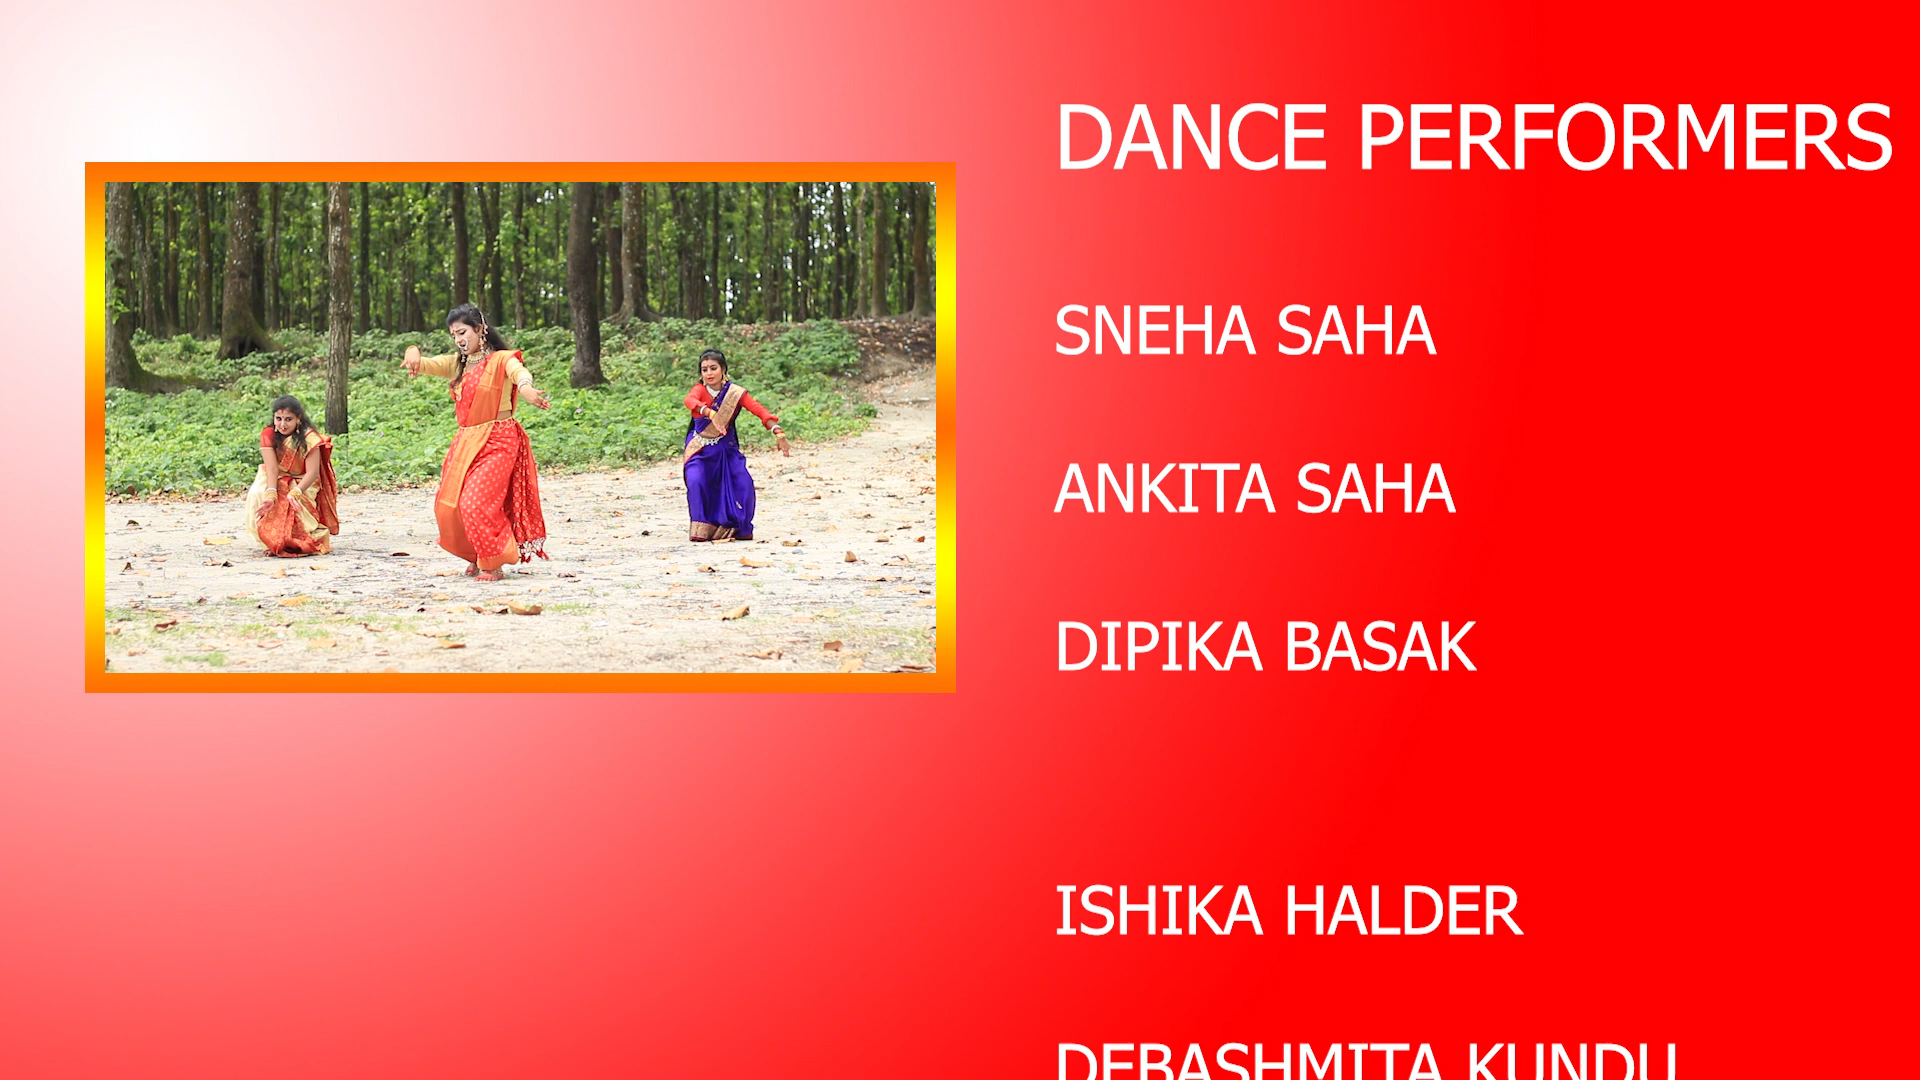 DANCE PERFORMERS
SNEHA SAHA
ANKITA SAHA
DIPIKA BASAK
ISHIKA HALDER
DEBASHMITA KUNDU